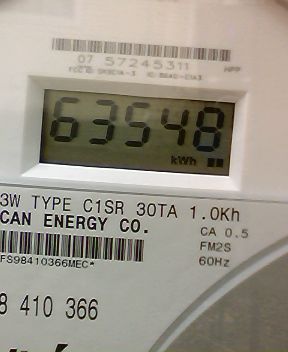 07 57245311
HPP
63548
kWh
3W TYPE C1SR 30TA 1.0Kh
CAN ENERGY CO.
CA 0.5
FM2S
60Hz
FS98410366MEC*
8 410 366